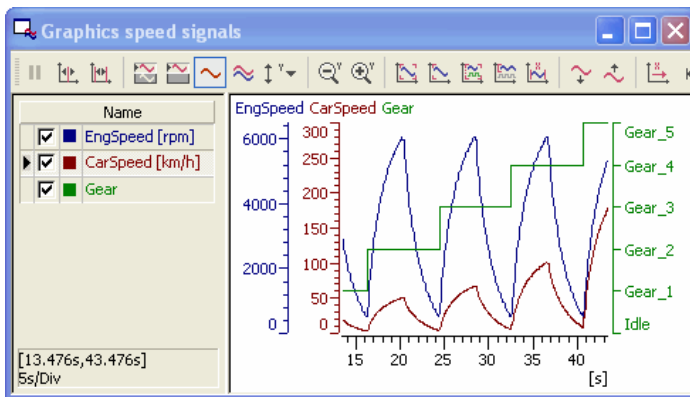 Graphics speed signals
Name
EngSpeed [rpm]
CarSpeed [km/h]
Gear
[13.476s,43.476s]
5s/Div
EngSpeed CarSpeed Gear
6000
4000
2000
0
300
250
200
150
100
50
0
Gear_5
Gear_4
Gear_3
Gear_2
Gear_1
Idle
15 20 25 30 35 40
[s]